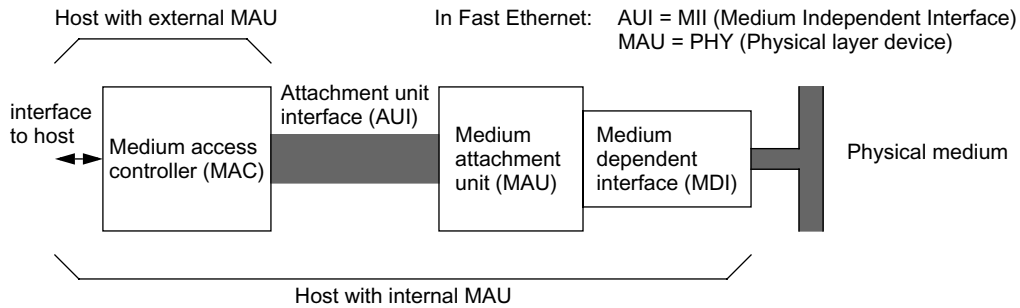 Host with external MAU
In Fast Ethernet: AUI = MII (Medium Independent Interface)
MAU = PHY (Physical layer device)
interface
to host
Medium access
controller (MAC)
Attachment unit
interface (AUI)
Medium
attachment
unit (MAU)
Medium
dependent
interface (MDI)
Physical medium
Host with internal MAU